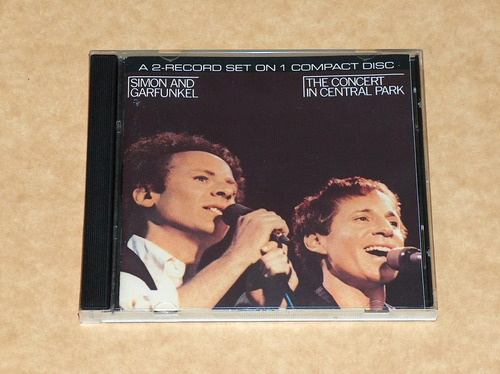 A 2-RECORD SET ON 1 COMPACT DISC
SIMON AND
GARFUNKEL
THE CONCERT
IN CENTRAL PARK